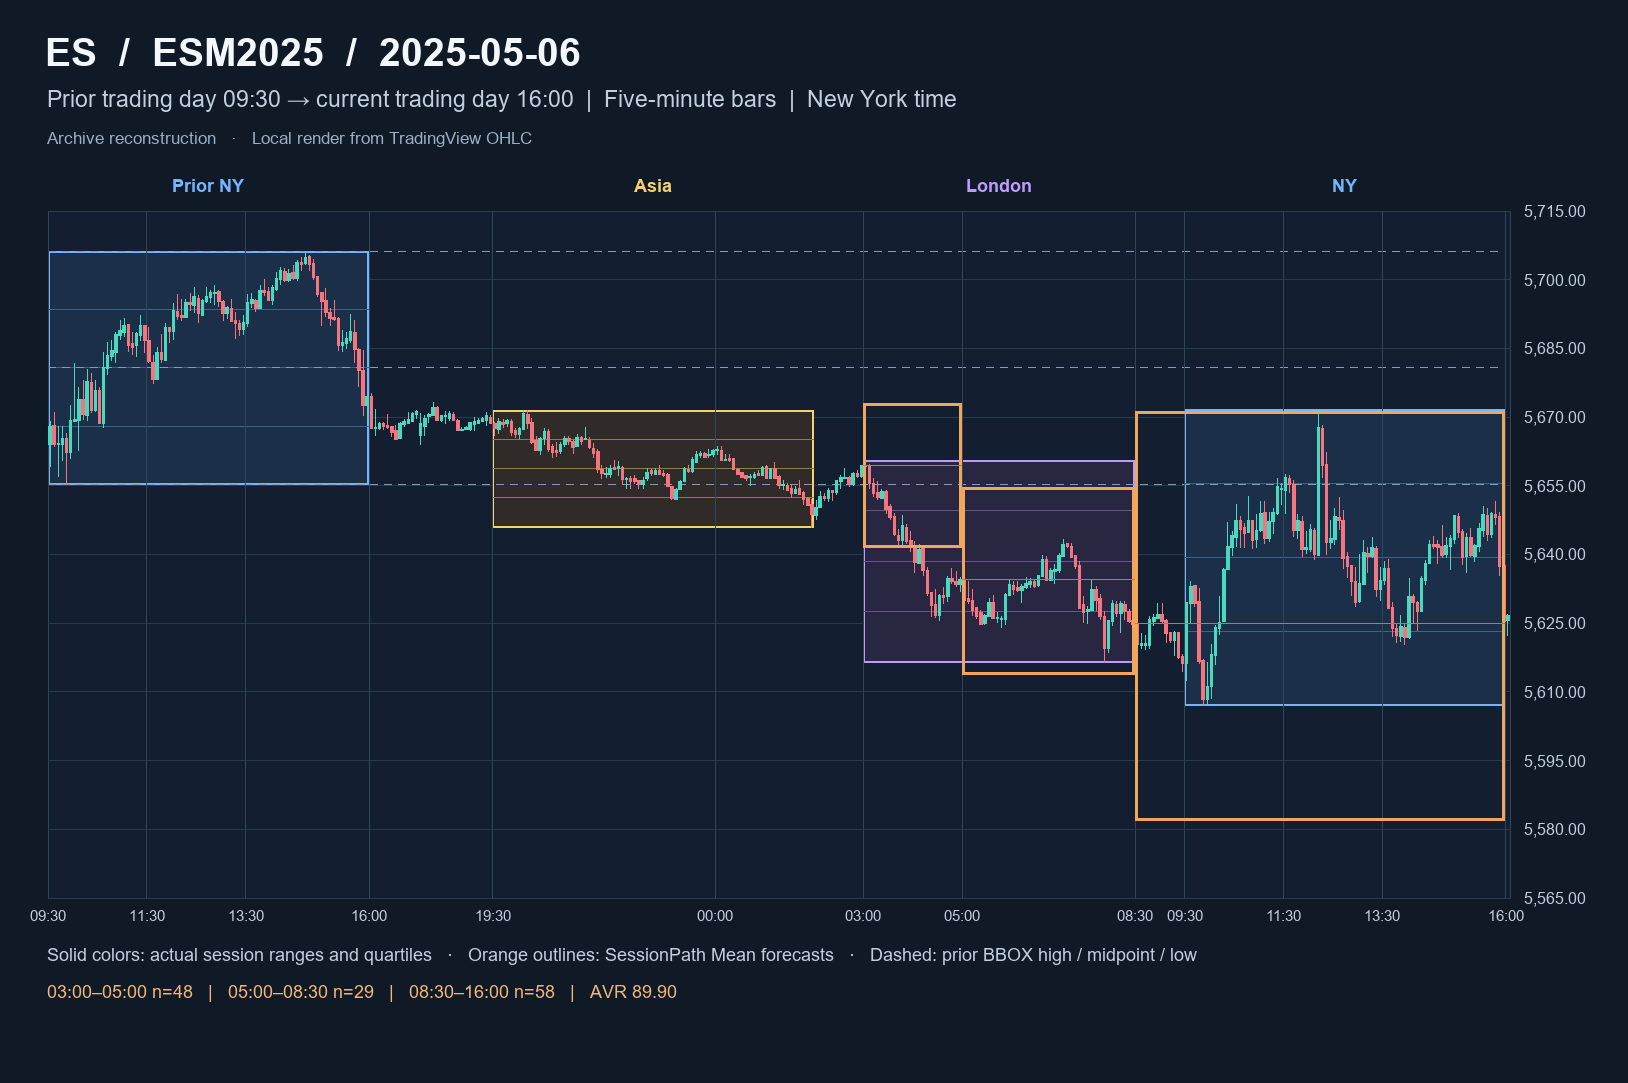 ES / ESM2025 / 2025-05-06
Prior trading day 09:30 → current trading day 16:00 | Five-minute bars | New York time
Archive reconstruction · Local render from TradingView OHLC
Prior NY Asia London NY
5,715.00
5,700.00
5,685.00
5,670.00
5,655.00
5,640.00
5,625.00
5,610.00
5,595.00
5,580.00
5,565.00
09:30 11:30 13:30 16:00 19:30 00:00 03:00 05:00 08:30 09:30 11:30 13:30 16:00
Solid colors: actual session ranges and quartiles · Orange outlines: SessionPath Mean forecasts · Dashed: prior BBOX high / midpoint / low
03:00–05:00 n=48 | 05:00–08:30 n=29 | 08:30–16:00 n=58 | AVR 89.90